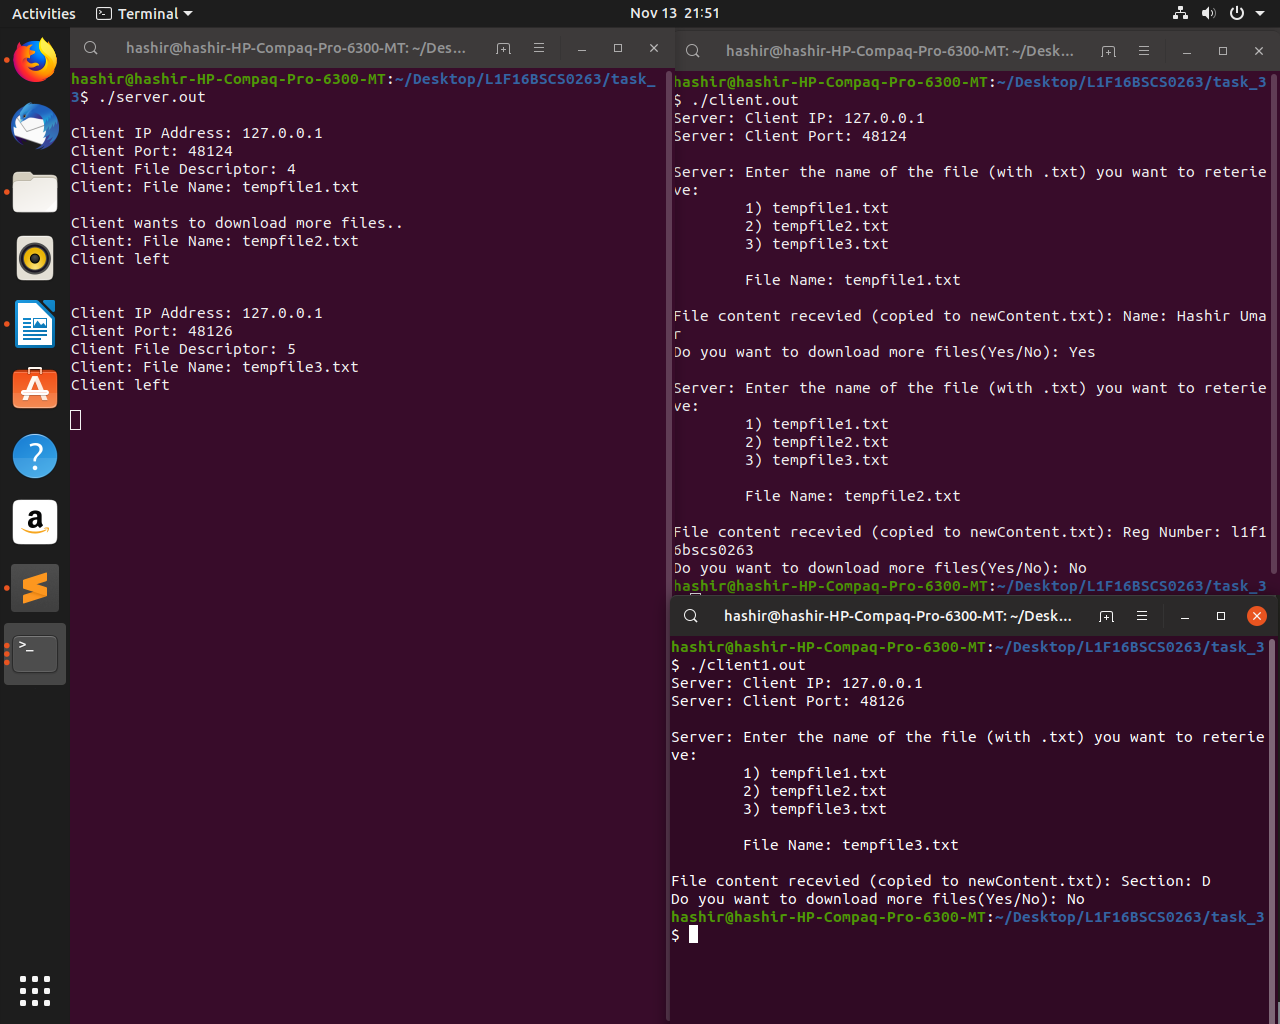 Activities
Terminal
Nov 13 21:51
hashir@hashir-HP-Compaq-Pro-6300-MT: ~/Des...
hashir@hashir-HP-Compaq-Pro-6300-MT:~/Desktop/L1F16BSCS0263/task_
3$ ./server.out
Client IP Address: 127.0.0.1
Client Port: 48124
Client File Descriptor: 4
Client: File Name: tempfile1.txt
Client wants to download more files..
Client: File Name: tempfile2.txt
Client left
Client IP Address: 127.0.0.1
Client Port: 48126
Client File Descriptor: 5
Client: File Name: tempfile3.txt
Client left
hashir@hashir-HP-Compaq-Pro-6300-MT: ~/Desk...
hashir@hashir-HP-Compaq-Pro-6300-MT:~/Desktop/L1F16BSCS0263/task_3
$ ./client.out
Server: Client IP: 127.0.0.1
Server: Client Port: 48124
Server: Enter the name of the file (with .txt) you want to reterie
ve:
1) tempfile1.txt
2) tempfile2.txt
3) tempfile3.txt
File Name: tempfile1.txt
File content recevied (copied to newContent.txt): Name: Hashir Uma
r
Do you want to download more files(Yes/No): Yes
Server: Enter the name of the file (with .txt) you want to reterie
ve:
1) tempfile1.txt
2) tempfile2.txt
3) tempfile3.txt
File Name: tempfile2.txt
File content recevied (copied to newContent.txt): Reg Number: l1f1
6bscs0263
Do you want to download more files(Yes/No): No
hashir@hashir-HP-Compaq-Pro-6300-MT:~/Desktop/L1F16BSCS0263/task_3
hashir@hashir-HP-Compaq-Pro-6300-MT: ~/Desk...
hashir@hashir-HP-Compaq-Pro-6300-MT:~/Desktop/L1F16BSCS0263/task_3
$ ./client1.out
Server: Client IP: 127.0.0.1
Server: Client Port: 48126
Server: Enter the name of the file (with .txt) you want to reterie
ve:
1) tempfile1.txt
2) tempfile2.txt
3) tempfile3.txt
File Name: tempfile3.txt
File content recevied (copied to newContent.txt): Section: D
Do you want to download more files(Yes/No): No
hashir@hashir-HP-Compaq-Pro-6300-MT:~/Desktop/L1F16BSCS0263/task_3
$